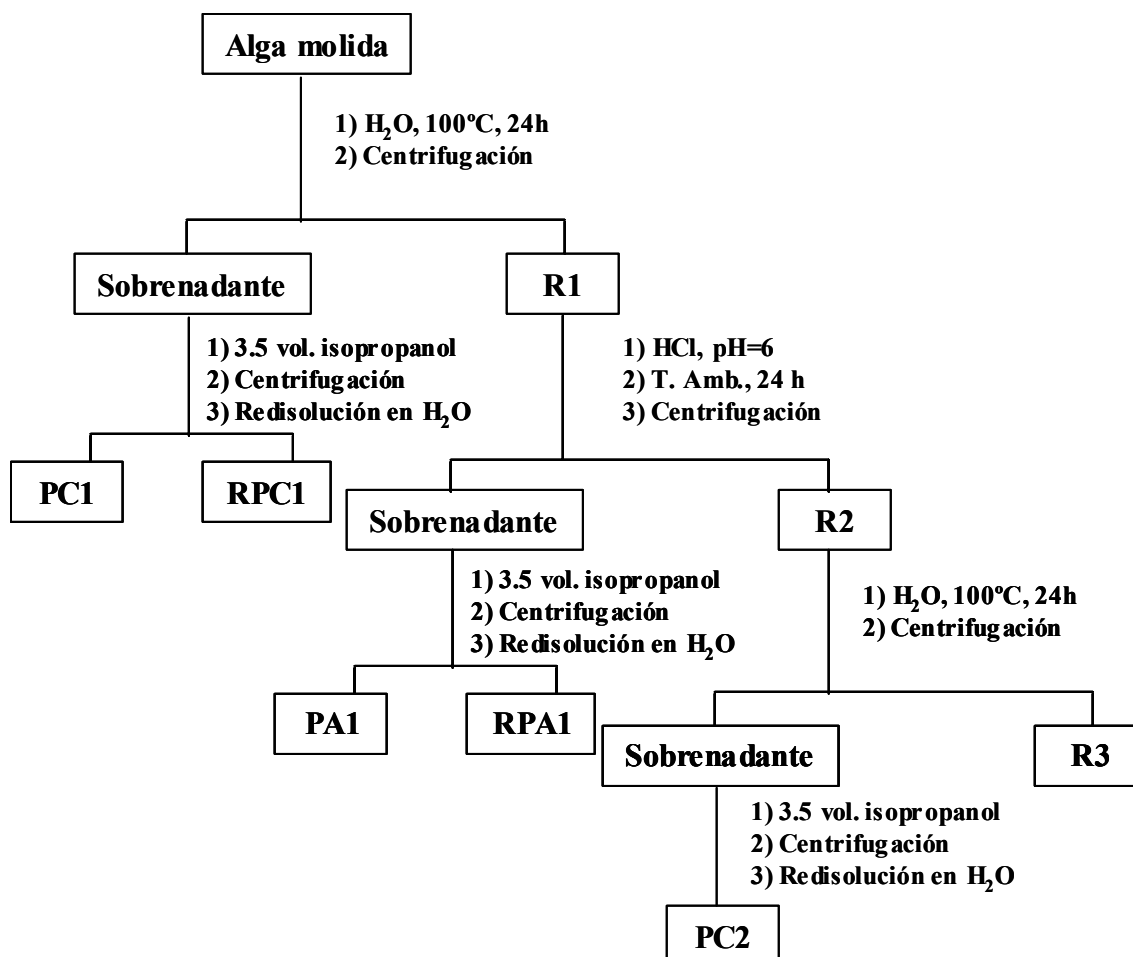 Alga molida
1) H₂O, 100ºC, 24h
2) Centrifugación
Sobrenadante
R1
1) 3.5 vol. isopropanol
2) Centrifugación
3) Redisolución en H₂O
1) HCl, pH=6
2) T. Amb., 24 h
3) Centrifugación
PC1
RPC1
Sobrenadante
R2
1) 3.5 vol. isopropanol
2) Centrifugación
3) Redisolución en H₂O
1) H₂O, 100ºC, 24h
2) Centrifugación
PA1
RPA1
Sobrenadante
R3
1) 3.5 vol. isopropanol
2) Centrifugación
3) Redisolución en H₂O
PC2